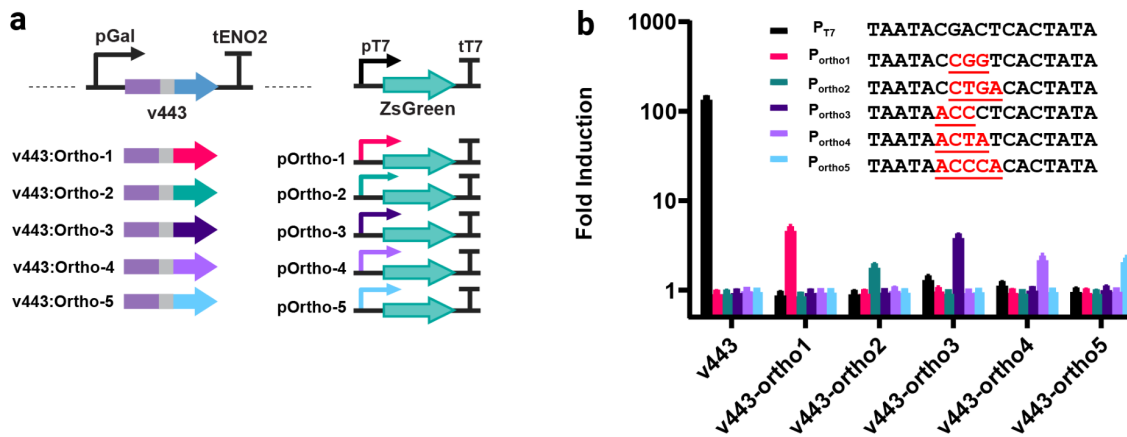 a
pGal
tENO2
v443
pT7
tT7
ZsGreen
v443:Ortho-1
v443:Ortho-2
v443:Ortho-3
v443:Ortho-4
v443:Ortho-5
pOrtho-1
pOrtho-2
pOrtho-3
pOrtho-4
pOrtho-5
b
Fold Induction
1000
100
10
1
PT7 TAATACGACTCACTATA
Portho1 TAATACCGGTCACTATA
Portho2 TAATACCTGACACTATA
Portho3 TAATAACCCTCACTATA
Portho4 TAATAACTATCACTATA
Portho5 TAATAACCCACACTATA
v443
v443-ortho1
v443-ortho2
v443-ortho3
v443-ortho4
v443-ortho5